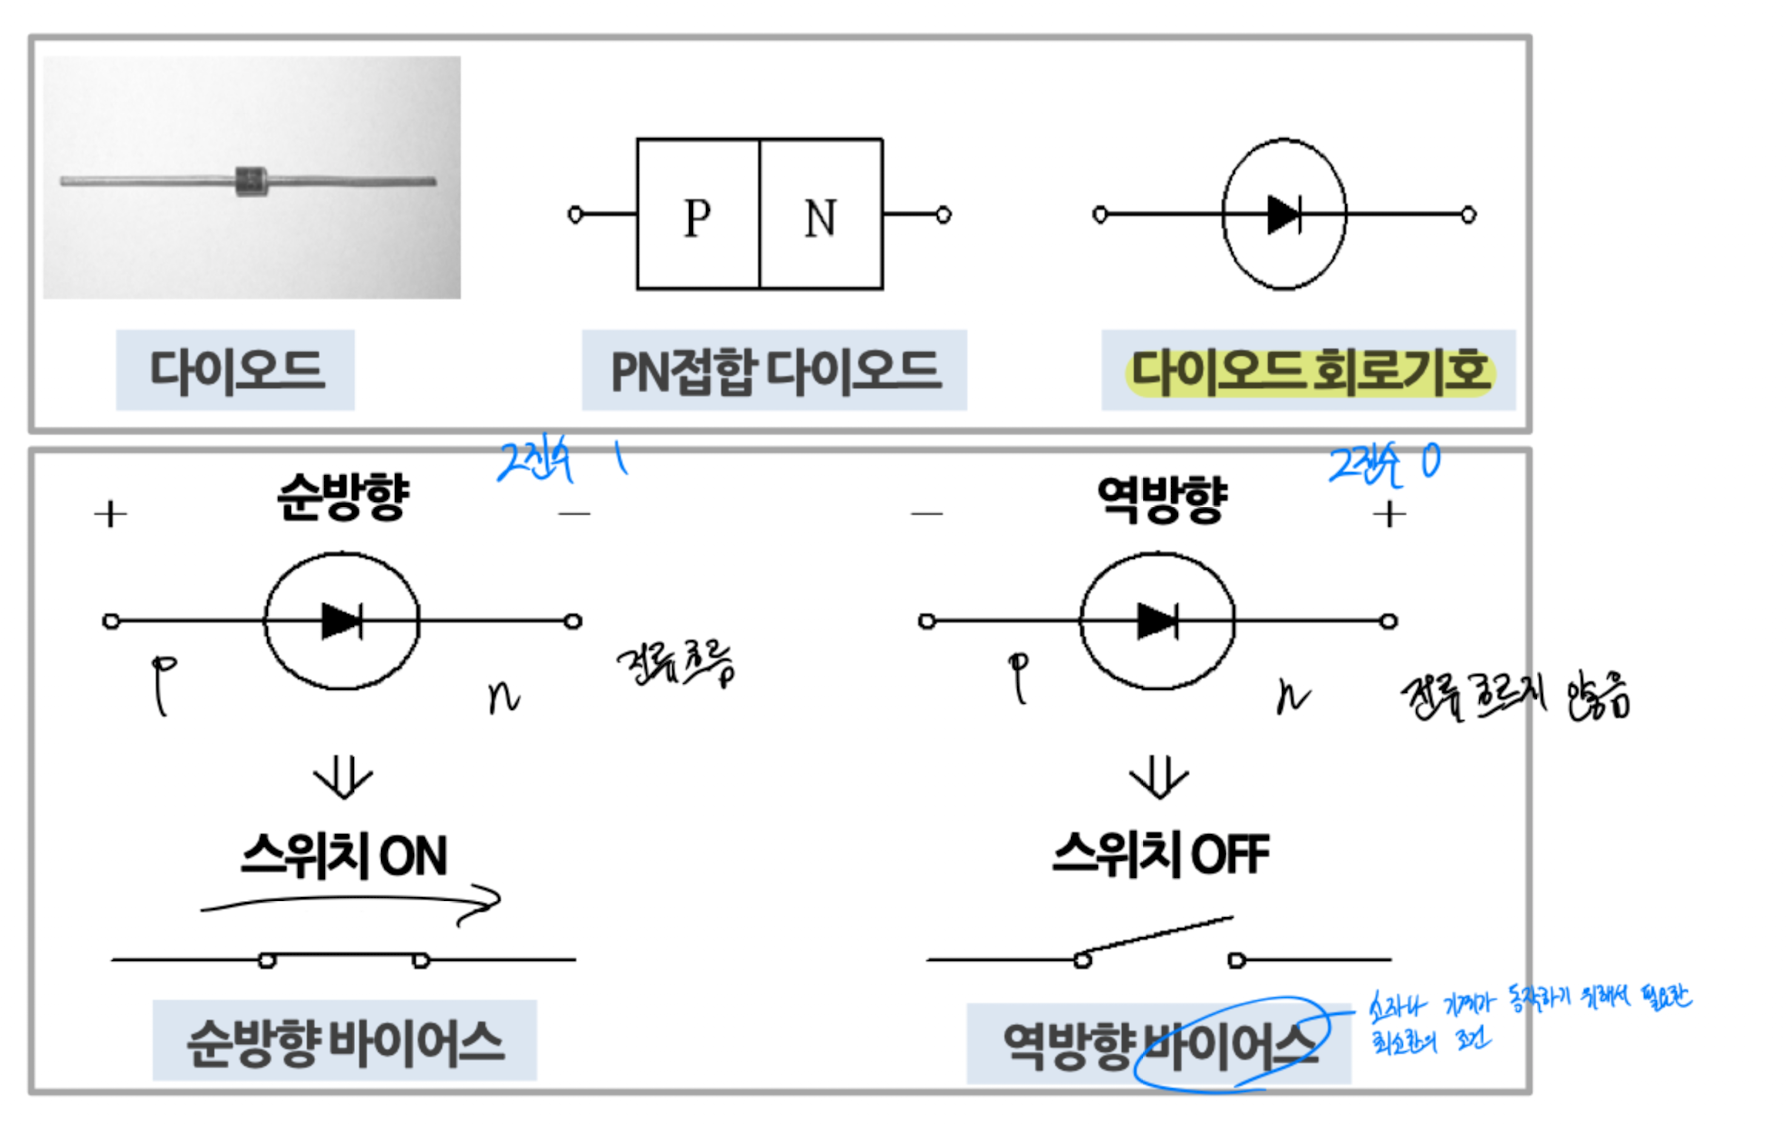 P N
다이오드 PN접합 다이오드 다이오드 회로기호
2진수 1 2진수 0
+ 순방향 − − 역방향 +
p n 전류흐름 p n 전류 흐르지 않음
⇓ ⇓
스위치 ON 스위치 OFF
순방향 바이어스 역방향 바이어스
소자나 기계가 동작하기 위해서 필요한
최소한의 조건